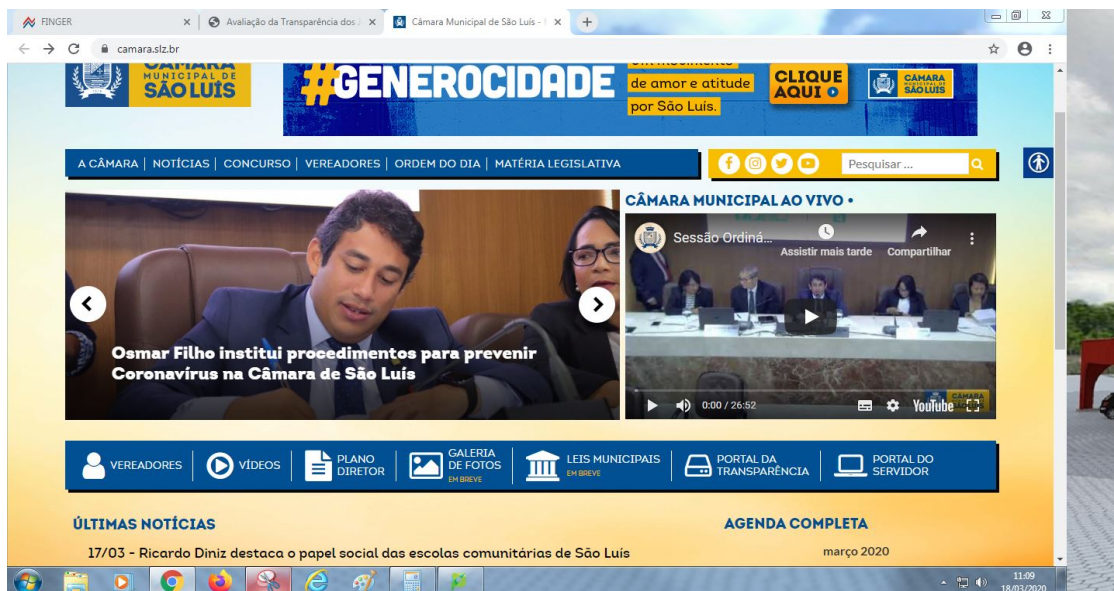 FINGER
Avaliação da Transparência dos
Câmara Municipal de São Luís -
camara.slz.br
CÂMARA
MUNICIPAL DE
SÃO LUÍS
#GENEROCIDADE
um movimento
de amor e atitude
por São Luís.
CLIQUE
AQUI
CÂMARA
MUNICIPAL DE
SÃO LUÍS
A CÂMARA | NOTÍCIAS | CONCURSO | VEREADORES | ORDEM DO DIA | MATÉRIA LEGISLATIVA
Pesquisar ...
CÂMARA MUNICIPAL AO VIVO •
Sessão Ordiná...
Assistir mais tarde
Compartilhar
Osmar Filho institui procedimentos para prevenir
Coronavírus na Câmara de São Luís
0:00 / 26:52
YouTube
CÂMARA
VEREADORES
VÍDEOS
PLANO
DIRETOR
GALERIA
DE FOTOS
EM BREVE
LEIS MUNICIPAIS
EM BREVE
PORTAL DA
TRANSPARÊNCIA
PORTAL DO
SERVIDOR
ÚLTIMAS NOTÍCIAS
AGENDA COMPLETA
17/03 - Ricardo Diniz destaca o papel social das escolas comunitárias de São Luís
março 2020
11:09
18/03/2020